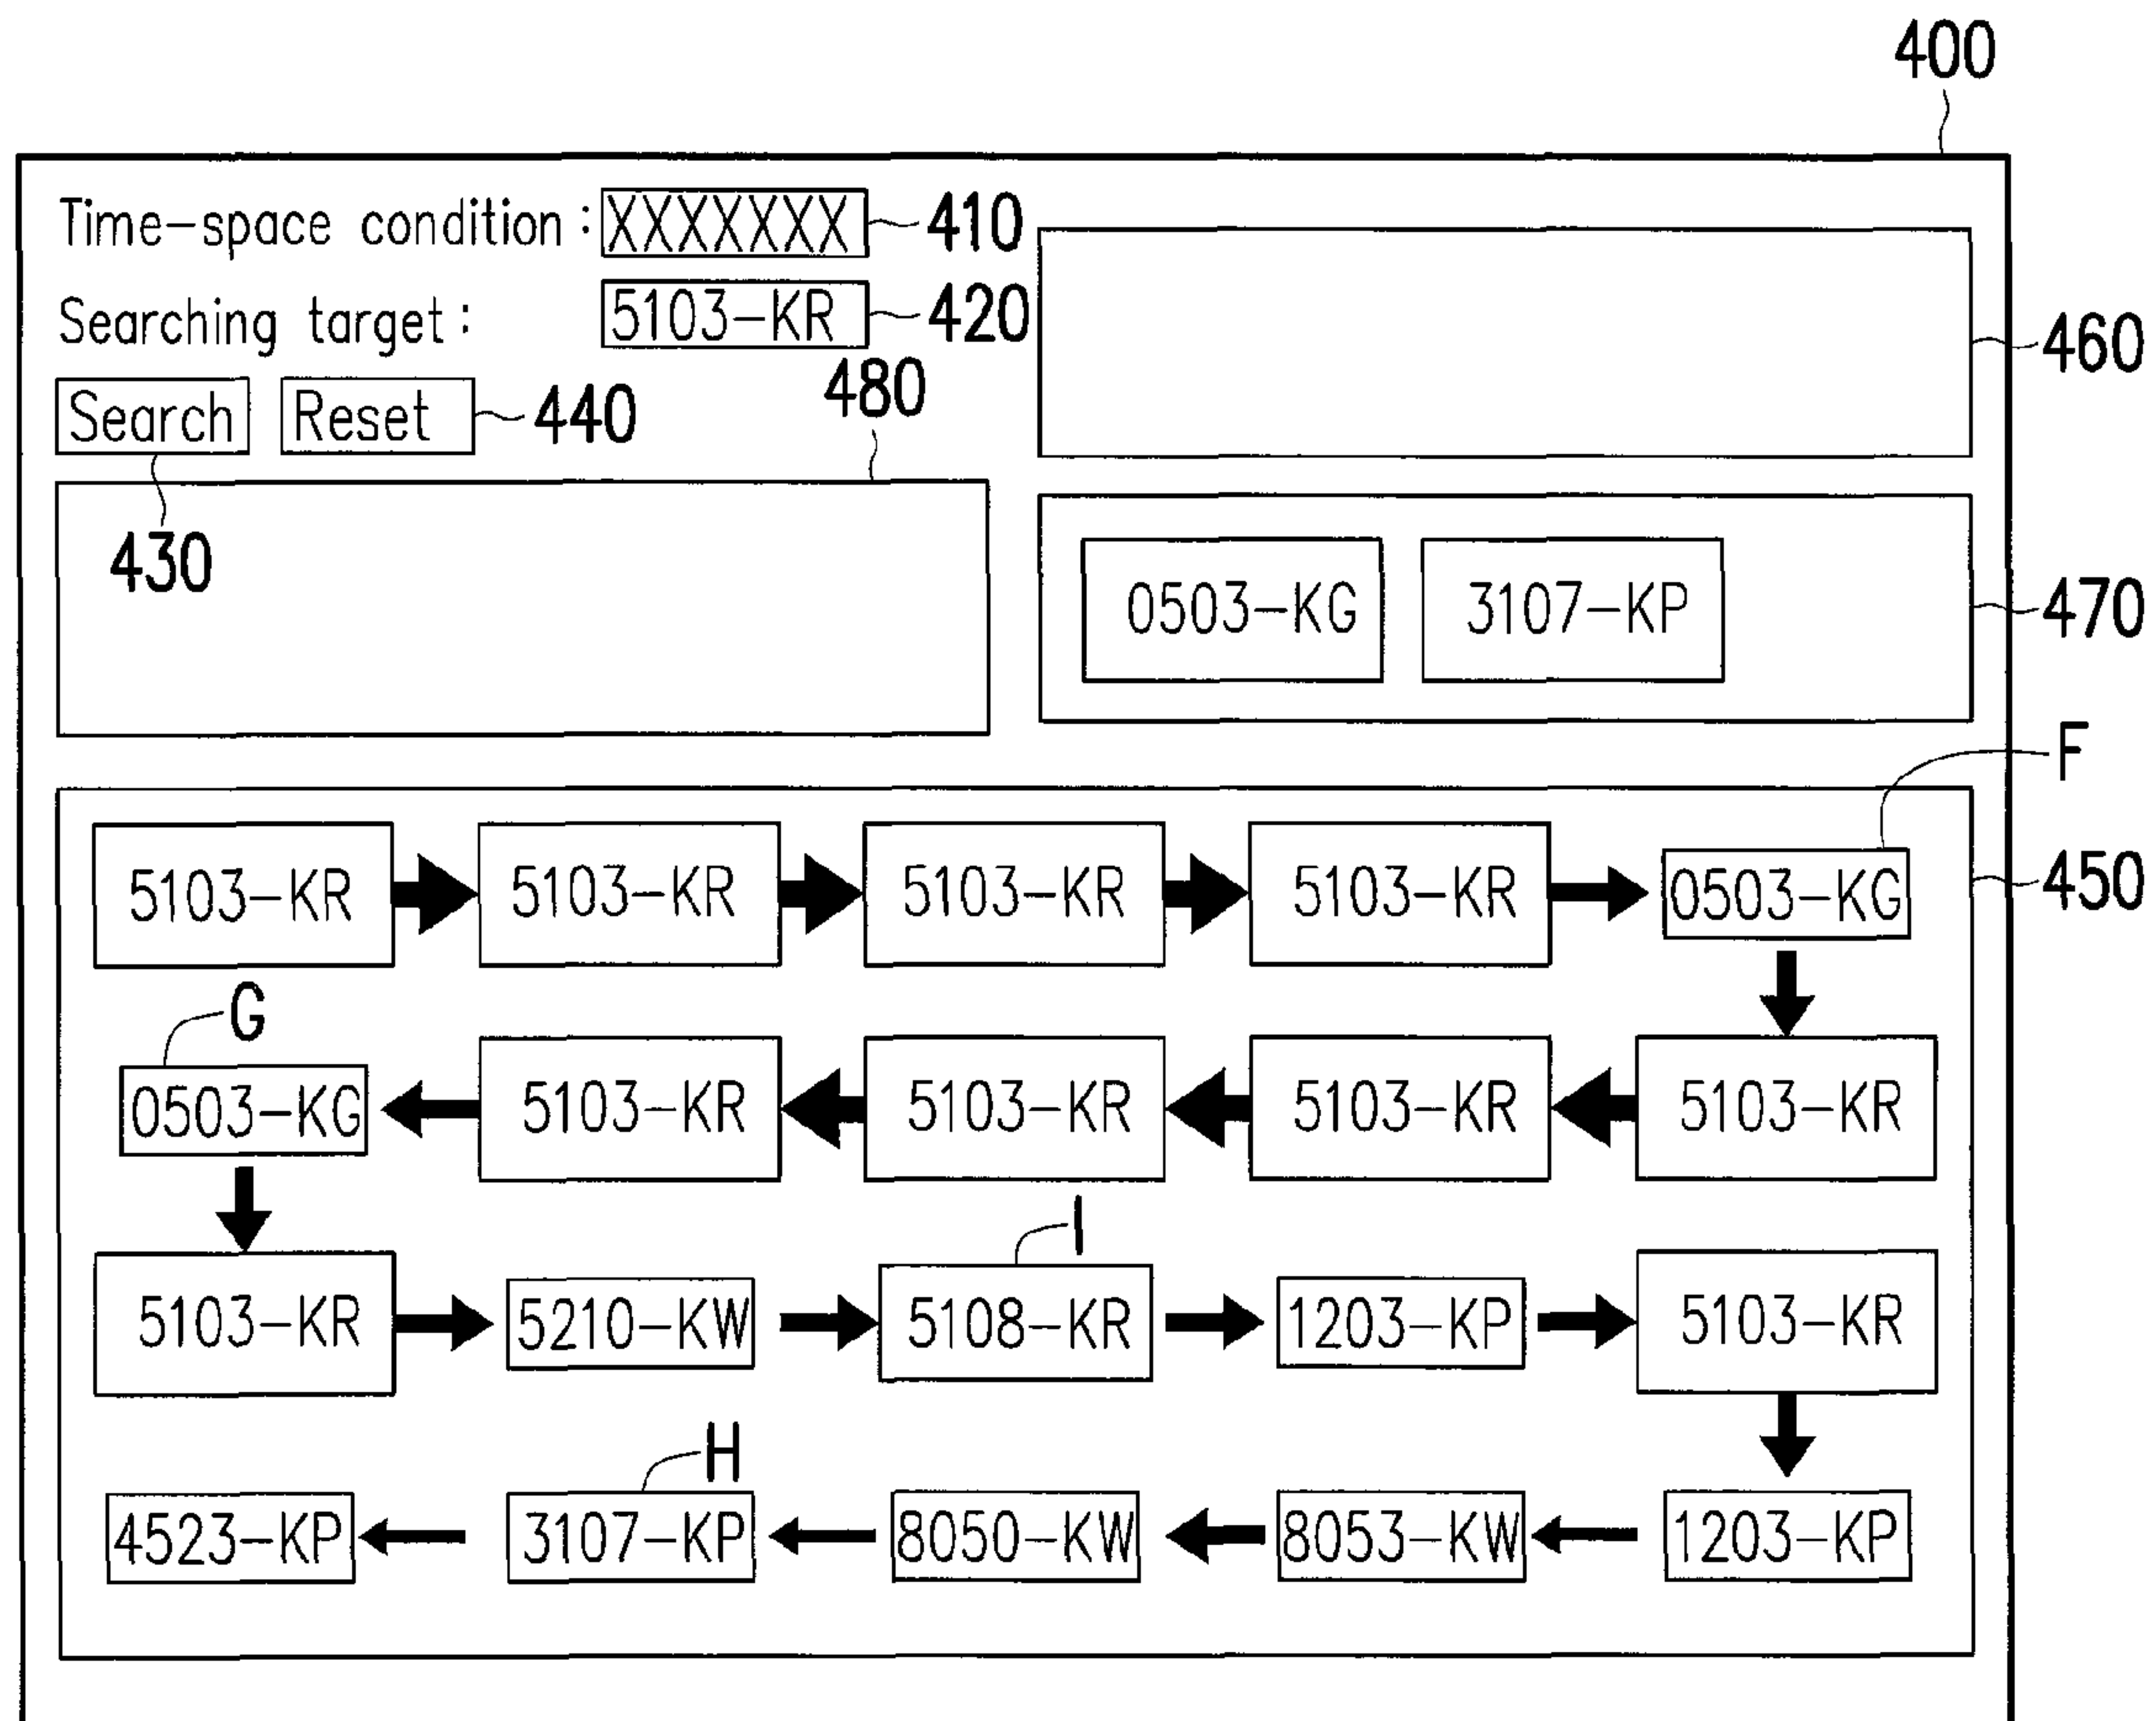 400
Time-space condition : XXXXXXX 410
Searching target : 5103-KR 420
460
Search Reset 440 480
430
0503-KG 3107-KP 470
F
5103-KR 5103-KR 5103-KR 5103-KR 0503-KG 450
G
0503-KG 5103-KR 5103-KR 5103-KR 5103-KR
I
5103-KR 5210-KW 5108-KR 1203-KP 5103-KR
H
4523-KP 3107-KP 8050-KW 8053-KW 1203-KP